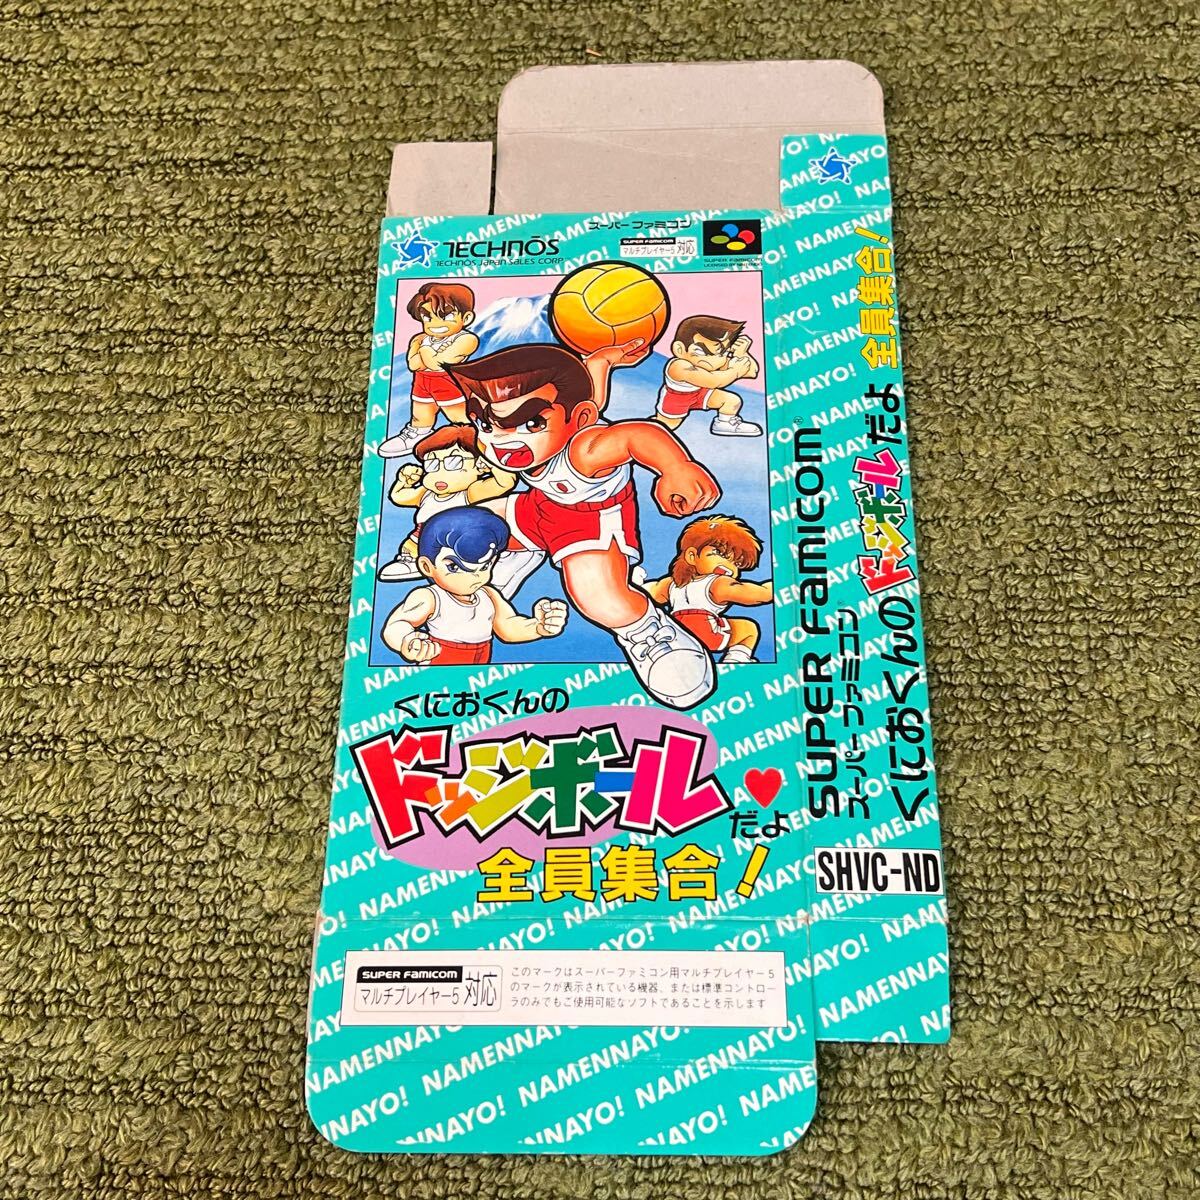 TECHNŌS
TECHNŌS JAPAN SALES CORP.
スーパーファミコン
SUPER FAMICOM
マルチプレイヤー5 対応
SUPER FAMICOM
くにおくんの
ドッジボール
だよ
全員集合!
SUPER FAMICOM
マルチプレイヤー5 対応
このマークはスーパーファミコン用マルチプレイヤー5
のマークが表示されている機器、または標準コントロー
ラのみでもご使用可能なソフトであることを示します
NAMENNAYO! NAMENNAYO!
SUPER FAMICOM®
スーパーファミコン
くにおくんの ドッジボール だよ 全員集合!
SHVC-ND